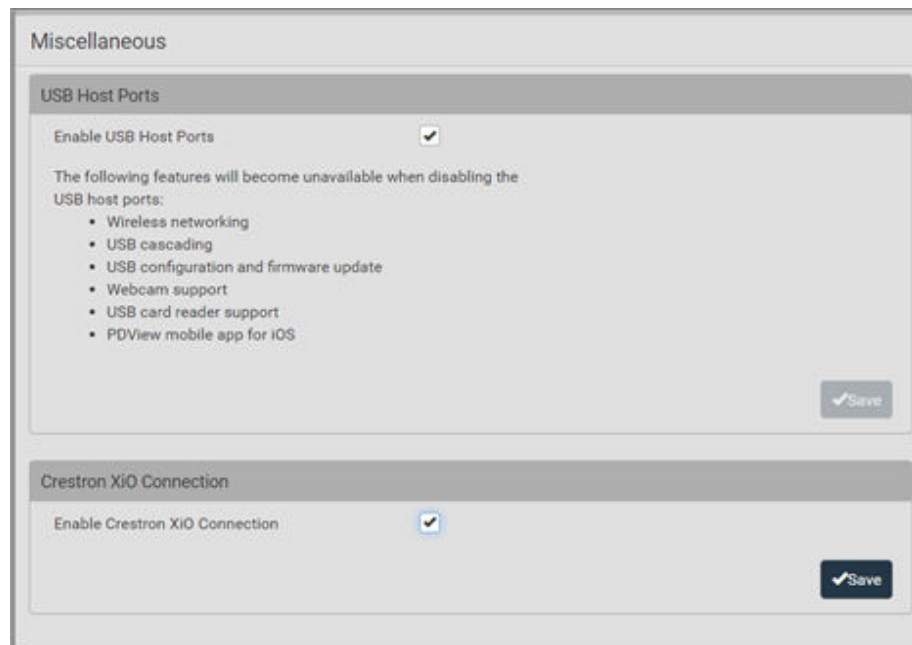 Miscellaneous
USB Host Ports
Enable USB Host Ports
The following features will become unavailable when disabling the
USB host ports:
• Wireless networking
• USB cascading
• USB configuration and firmware update
• Webcam support
• USB card reader support
• PDView mobile app for iOS
Save
Crestron XiO Connection
Enable Crestron XiO Connection
Save